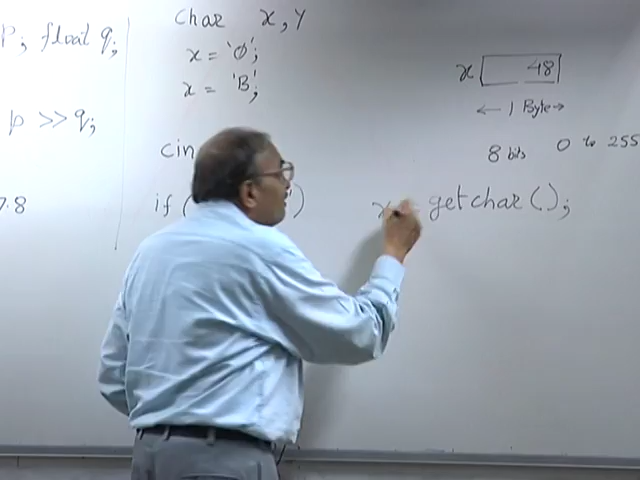 P; float q;
p >> q;
7.8
char x, y
x = '0';
x = 'B';
cin
if ( )
x 48
1 Byte
8 bits 0 to 255
x getchar();